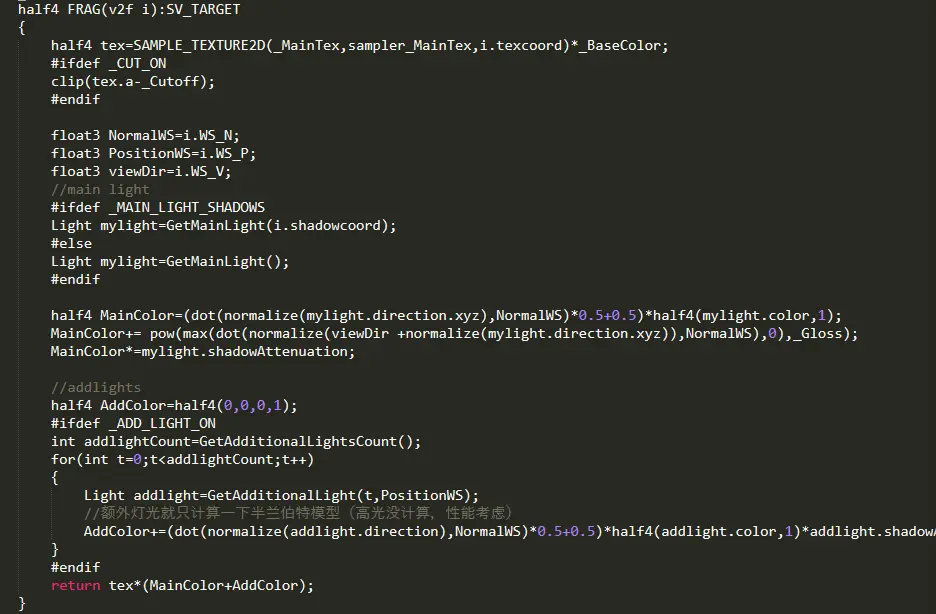 half4 FRAG(v2f i):SV_TARGET
{
half4 tex=SAMPLE_TEXTURE2D(_MainTex,sampler_MainTex,i.texcoord)*_BaseColor;
#ifdef _CUT_ON
clip(tex.a-_Cutoff);
#endif
float3 NormalWS=i.WS_N;
float3 PositionWS=i.WS_P;
float3 viewDir=i.WS_V;
//main light
#ifdef _MAIN_LIGHT_SHADOWS
Light mylight=GetMainLight(i.shadowcoord);
#else
Light mylight=GetMainLight();
#endif
half4 MainColor=(dot(normalize(mylight.direction.xyz),NormalWS)*0.5+0.5)*half4(mylight.color,1);
MainColor+= pow(max(dot(normalize(viewDir +normalize(mylight.direction.xyz)),NormalWS),0),_Gloss);
MainColor*=mylight.shadowAttenuation;
//addlights
half4 AddColor=half4(0,0,0,1);
#ifdef _ADD_LIGHT_ON
int addlightCount=GetAdditionalLightsCount();
for(int t=0;t<addlightCount;t++)
{
Light addlight=GetAdditionalLight(t,PositionWS);
//额外灯光就只计算一下半兰伯特模型（高光没计算，性能考虑）
AddColor+=(dot(normalize(addlight.direction),NormalWS)*0.5+0.5)*half4(addlight.color,1)*addlight.shadow
}
#endif
return tex*(MainColor+AddColor);
}